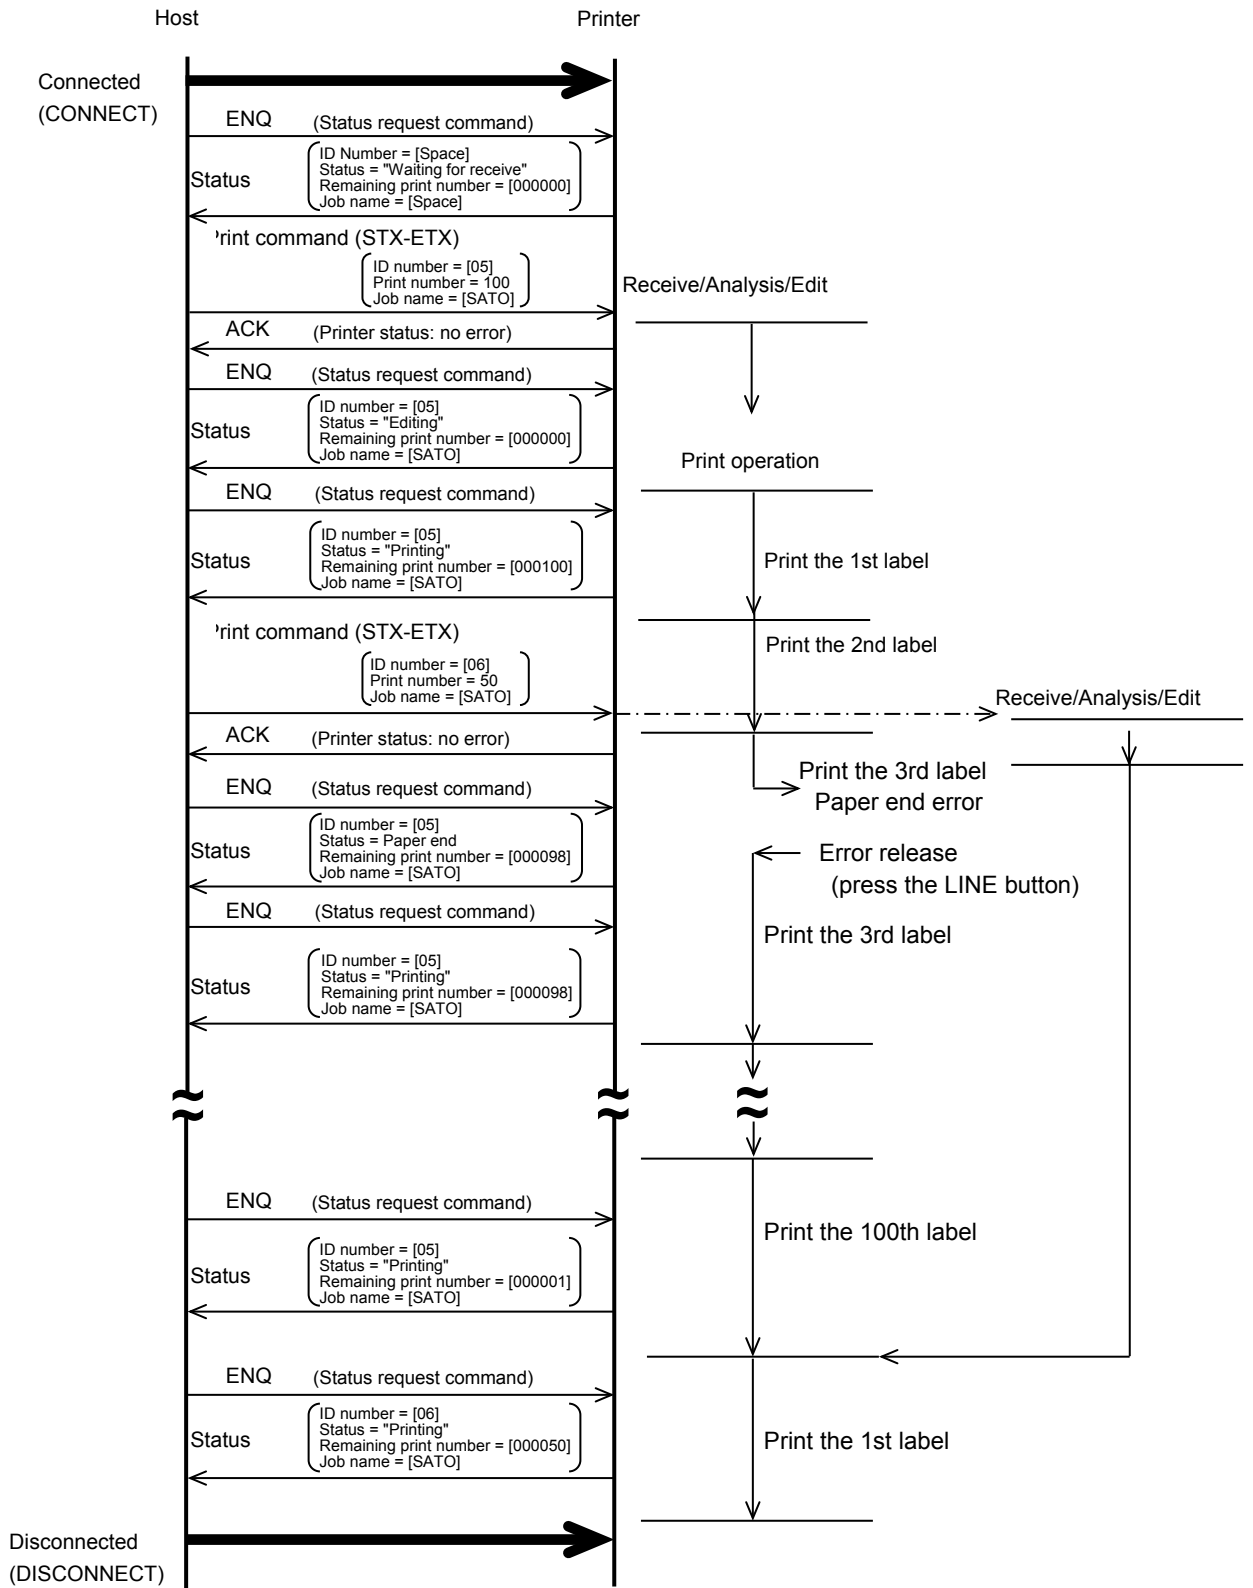 Host
Printer
Connected
(CONNECT)
ENQ (Status request command)
Status
ID Number = [Space]
Status = "Waiting for receive"
Remaining print number = [000000]
Job name = [Space]
Print command (STX-ETX)
ID number = [05]
Print number = 100
Job name = [SATO]
Receive/Analysis/Edit
ACK (Printer status: no error)
ENQ (Status request command)
Status
ID number = [05]
Status = "Editing"
Remaining print number = [000000]
Job name = [SATO]
Print operation
ENQ (Status request command)
Status
ID number = [05]
Status = "Printing"
Remaining print number = [000100]
Job name = [SATO]
Print the 1st label
Print command (STX-ETX)
Print the 2nd label
ID number = [06]
Print number = 50
Job name = [SATO]
Receive/Analysis/Edit
ACK (Printer status: no error)
Print the 3rd label
Paper end error
ENQ (Status request command)
Status
ID number = [05]
Status = Paper end
Remaining print number = [000098]
Job name = [SATO]
Error release
(press the LINE button)
ENQ (Status request command)
Print the 3rd label
Status
ID number = [05]
Status = "Printing"
Remaining print number = [000098]
Job name = [SATO]
ENQ (Status request command)
Print the 100th label
Status
ID number = [05]
Status = "Printing"
Remaining print number = [000001]
Job name = [SATO]
ENQ (Status request command)
Status
ID number = [06]
Status = "Printing"
Remaining print number = [000050]
Job name = [SATO]
Print the 1st label
Disconnected
(DISCONNECT)